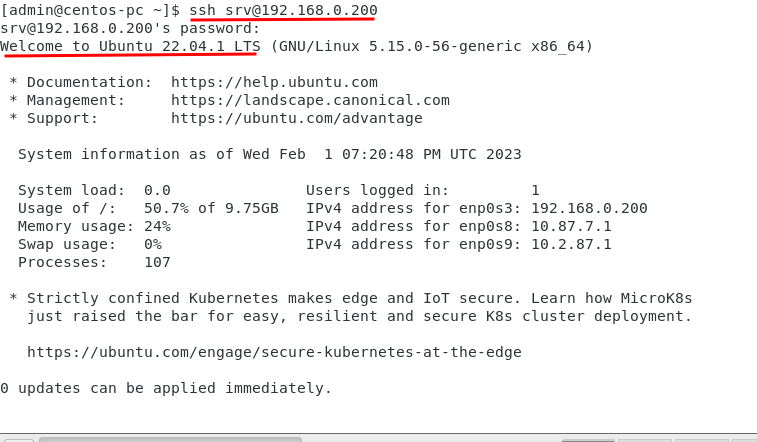 [admin@centos-pc ~]$ ssh srv@192.168.0.200
srv@192.168.0.200's password:
Welcome to Ubuntu 22.04.1 LTS (GNU/Linux 5.15.0-56-generic x86_64)

 * Documentation:  https://help.ubuntu.com
 * Management:     https://landscape.canonical.com
 * Support:        https://ubuntu.com/advantage

  System information as of Wed Feb  1 07:20:48 PM UTC 2023

  System load:  0.0               Users logged in:         1
  Usage of /:   50.7% of 9.75GB   IPv4 address for enp0s3: 192.168.0.200
  Memory usage: 24%               IPv4 address for enp0s8: 10.87.7.1
  Swap usage:   0%                IPv4 address for enp0s9: 10.2.87.1
  Processes:    107

 * Strictly confined Kubernetes makes edge and IoT secure. Learn how MicroK8s
   just raised the bar for easy, resilient and secure K8s cluster deployment.

   https://ubuntu.com/engage/secure-kubernetes-at-the-edge

0 updates can be applied immediately.